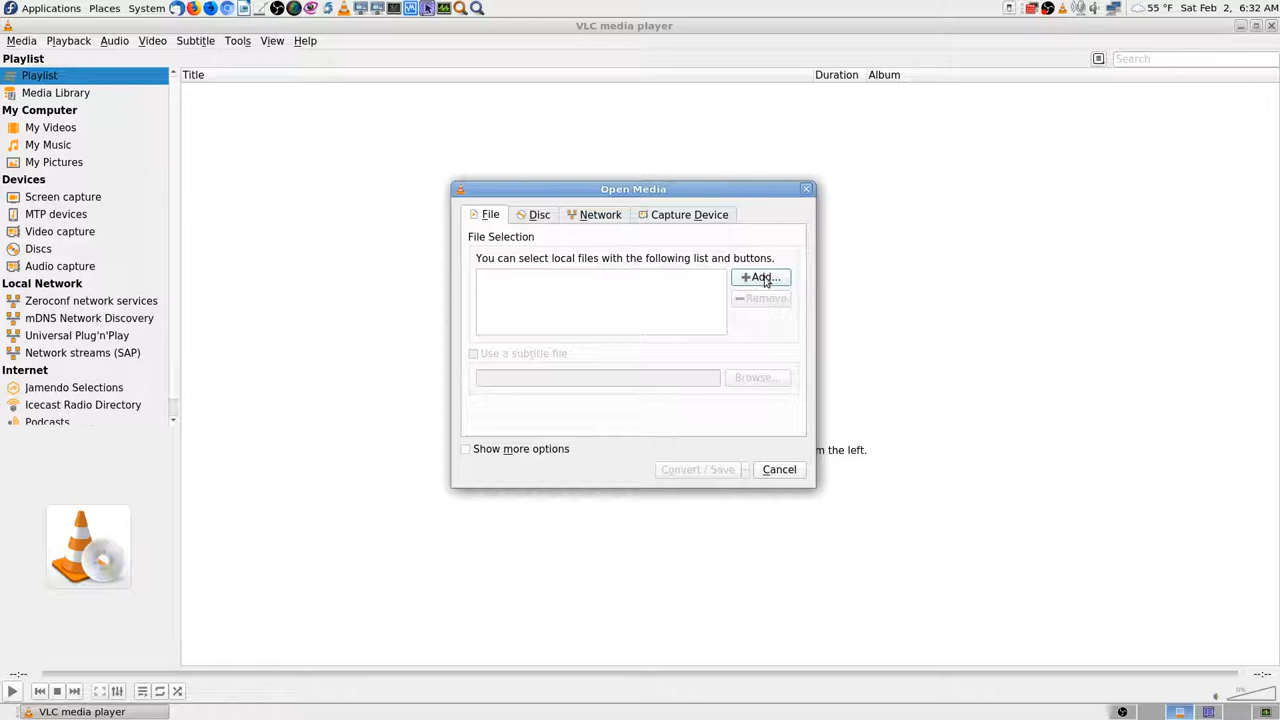 Applications Places System
55 °F Sat Feb 2, 6:32 AM
VLC media player
Media Playback Audio Video Subtitle Tools View Help
Playlist
Search
Playlist
Title Duration Album
Media Library
My Computer
My Videos
My Music
My Pictures
Devices
Screen capture
MTP devices
Video capture
Discs
Audio capture
Local Network
Zeroconf network services
mDNS Network Discovery
Universal Plug'n'Play
Network streams (SAP)
Internet
Jamendo Selections
Icecast Radio Directory
Podcasts
Open Media
File Disc Network Capture Device
File Selection
You can select local files with the following list and buttons.
Add...
Remove
Use a subtitle file
Browse...
Show more options
m the left.
Convert / Save Cancel
--:-- --:--
0%
VLC media player